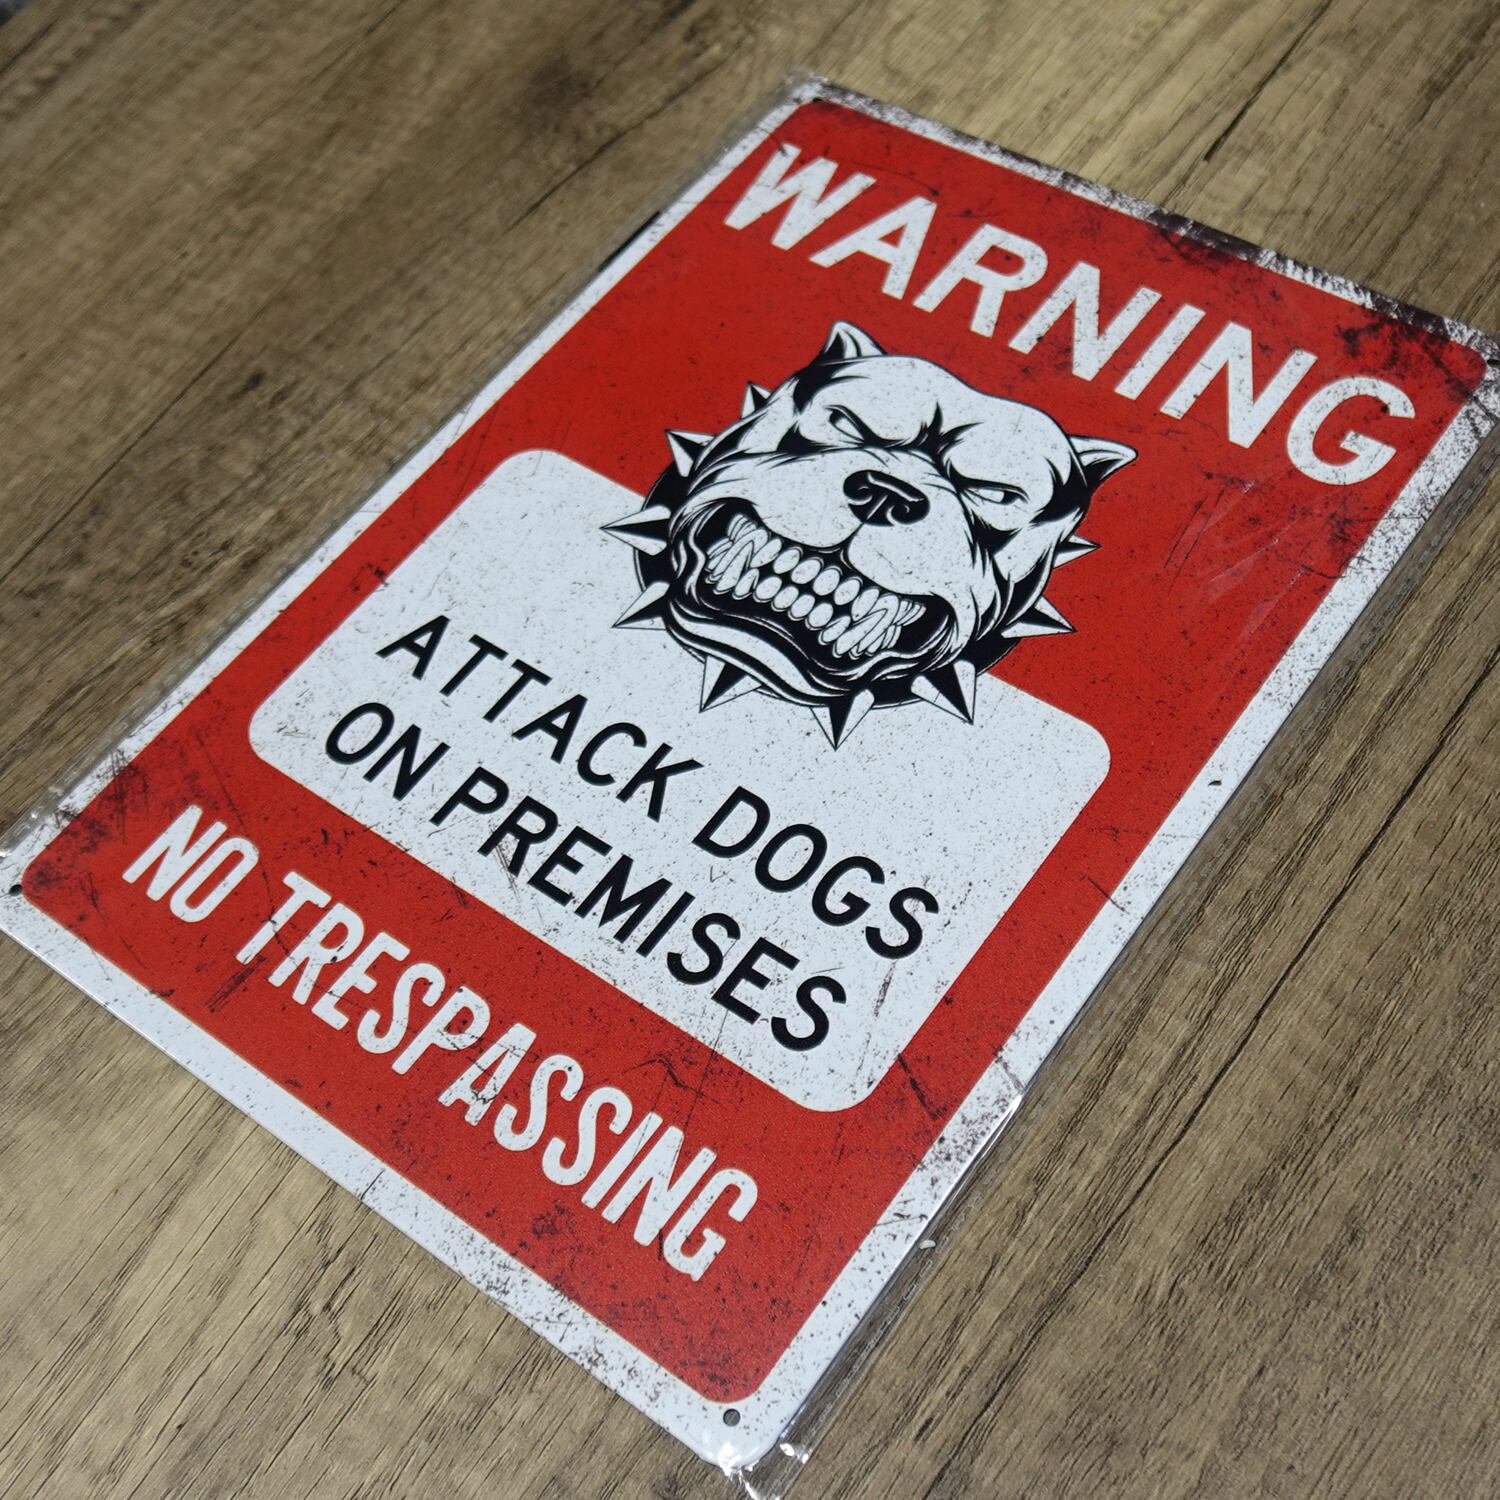 WARNING
ATTACK DOGS
ON PREMISES
NO TRESPASSING